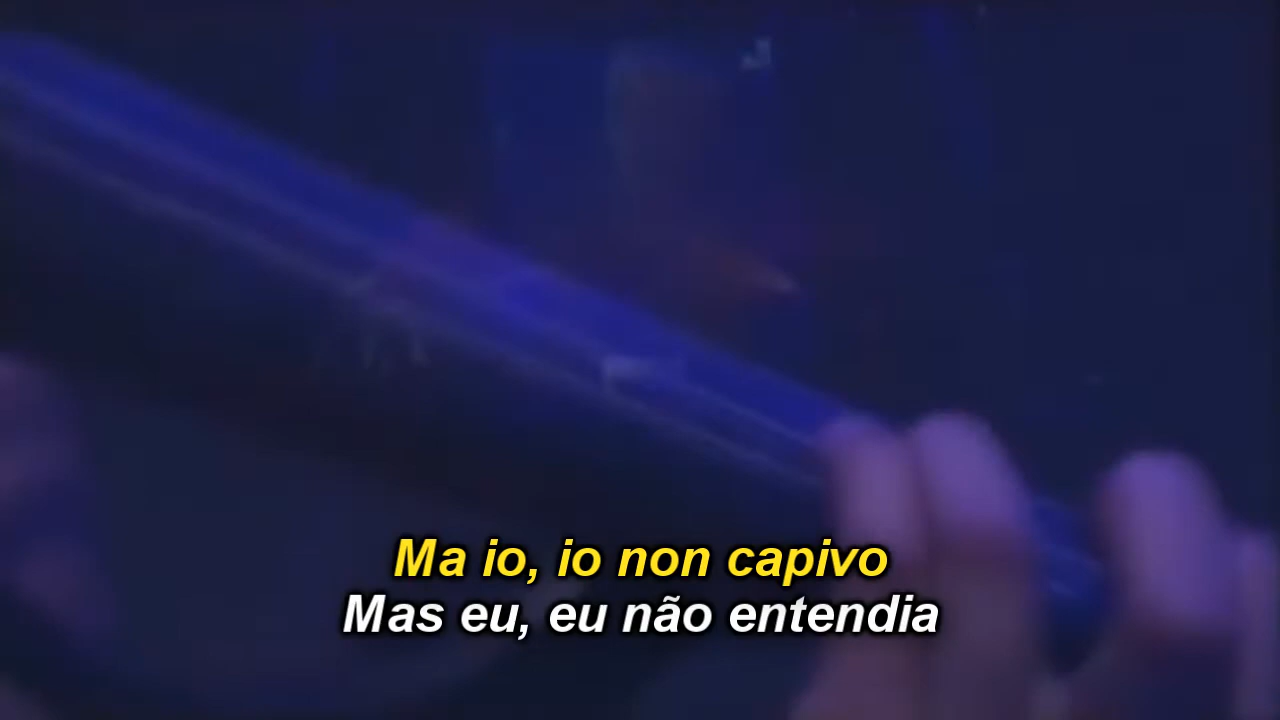 Ma io, io non capivo
Mas eu, eu não entendia